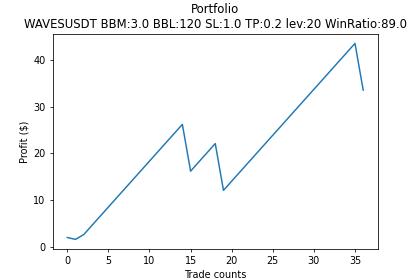 Portfolio
WAVESUSDT BBM:3.0 BBL:120 SL:1.0 TP:0.2 lev:20 WinRatio:89.0
40
30
20
10
0
Profit ($)
0 5 10 15 20 25 30 35
Trade counts